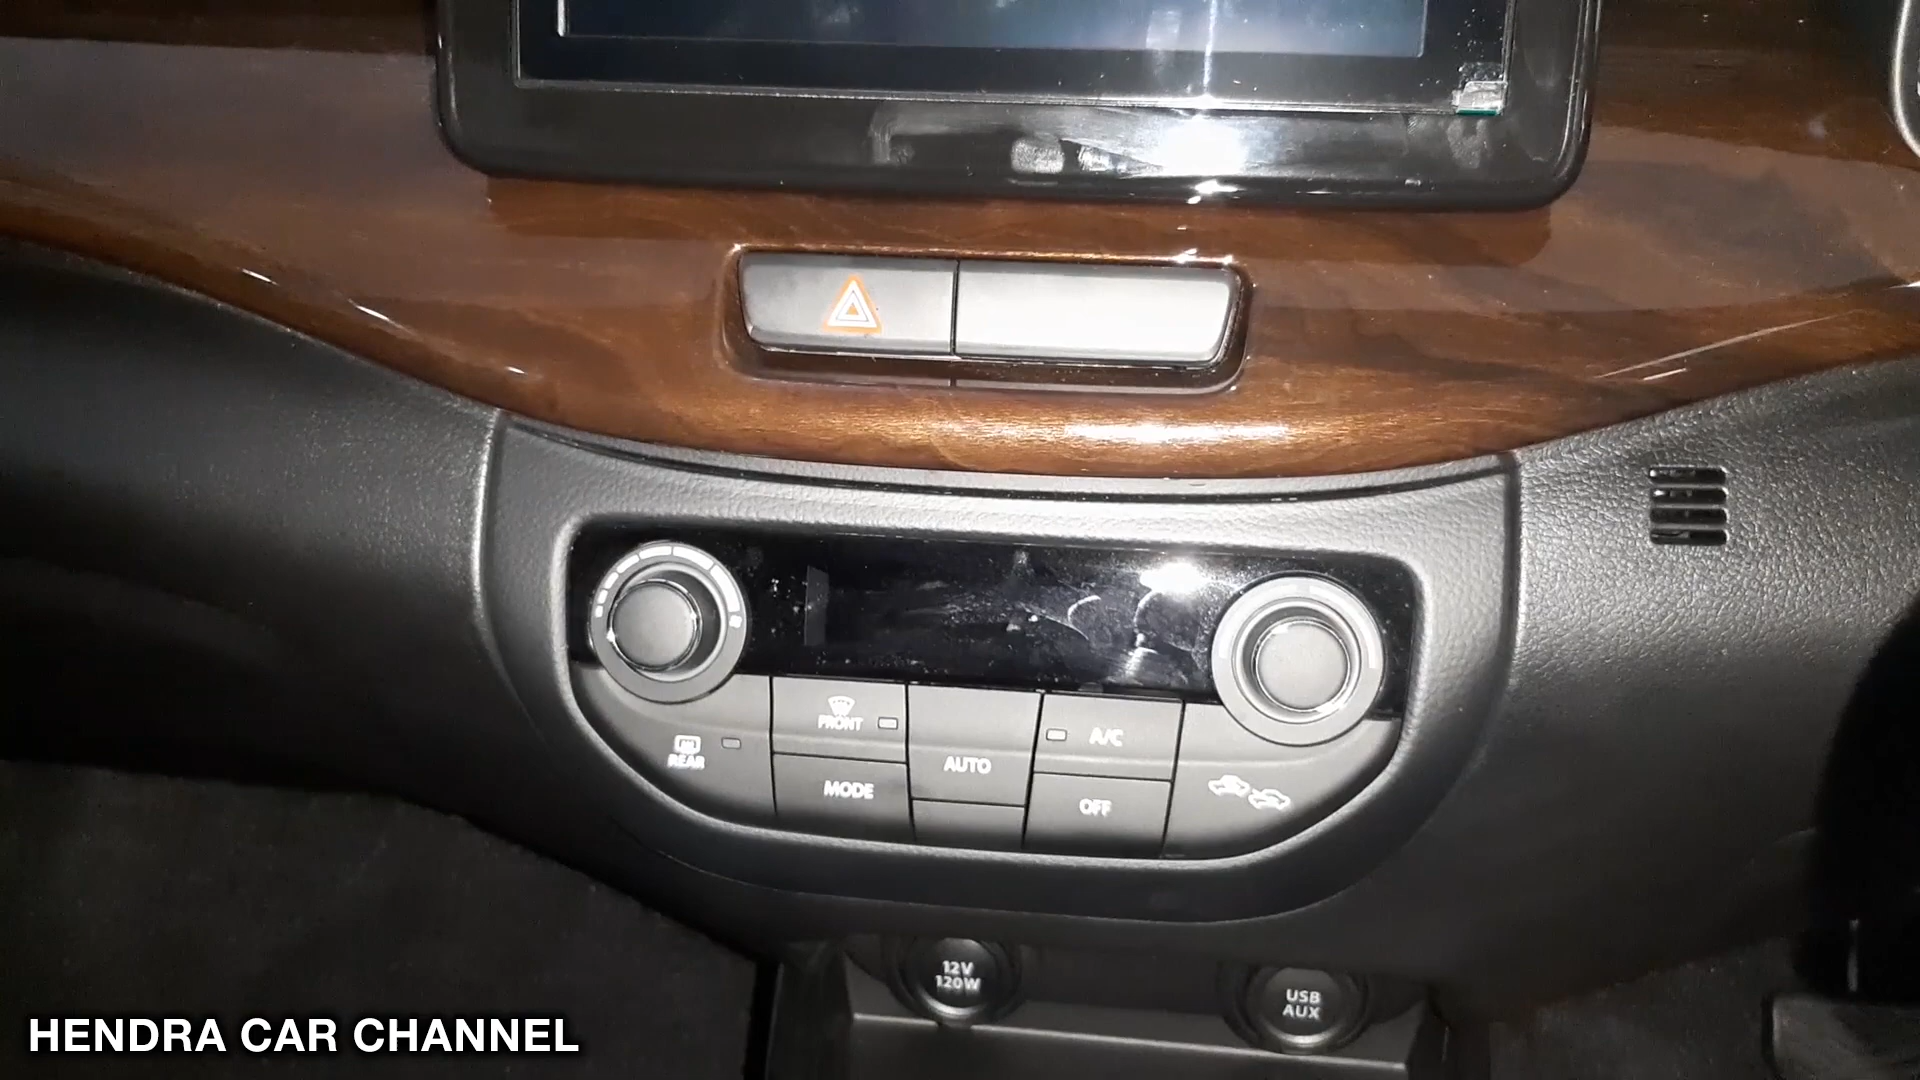 FRONT
REAR
A/C
AUTO
MODE
OFF
12V
120W
USB
AUX
HENDRA CAR CHANNEL